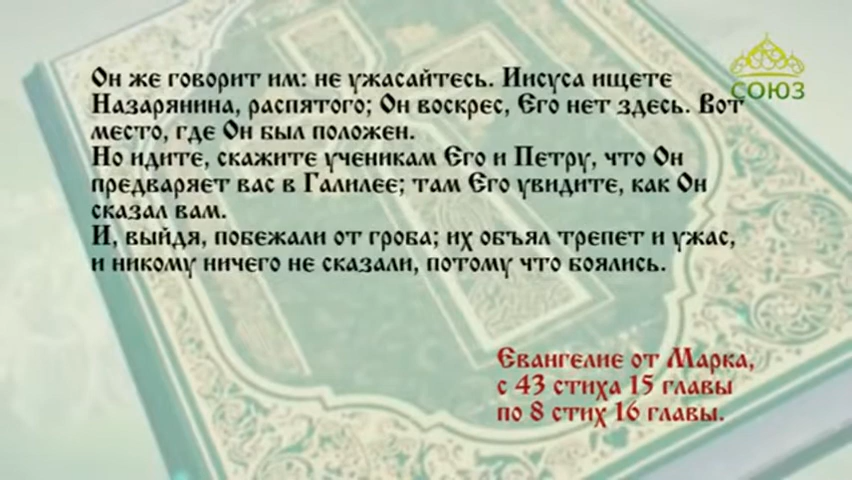 СОЮЗ
Он же говорит им: не ужасайтесь. Иисуса ищете
Назарянина, распятого; Он воскрес, Его нет здесь. Вот
место, где Он был положен.
Но идите, скажите ученикам Его и Петру, что Он
предваряет вас в Галилее; там Его увидите, как Он
сказал вам.
И, выйдя, побежали от гроба; их объял трепет и ужас,
и никому ничего не сказали, потому что боялись.
Евангелие от Марка,
с 43 стиха 15 главы
по 8 стих 16 главы.